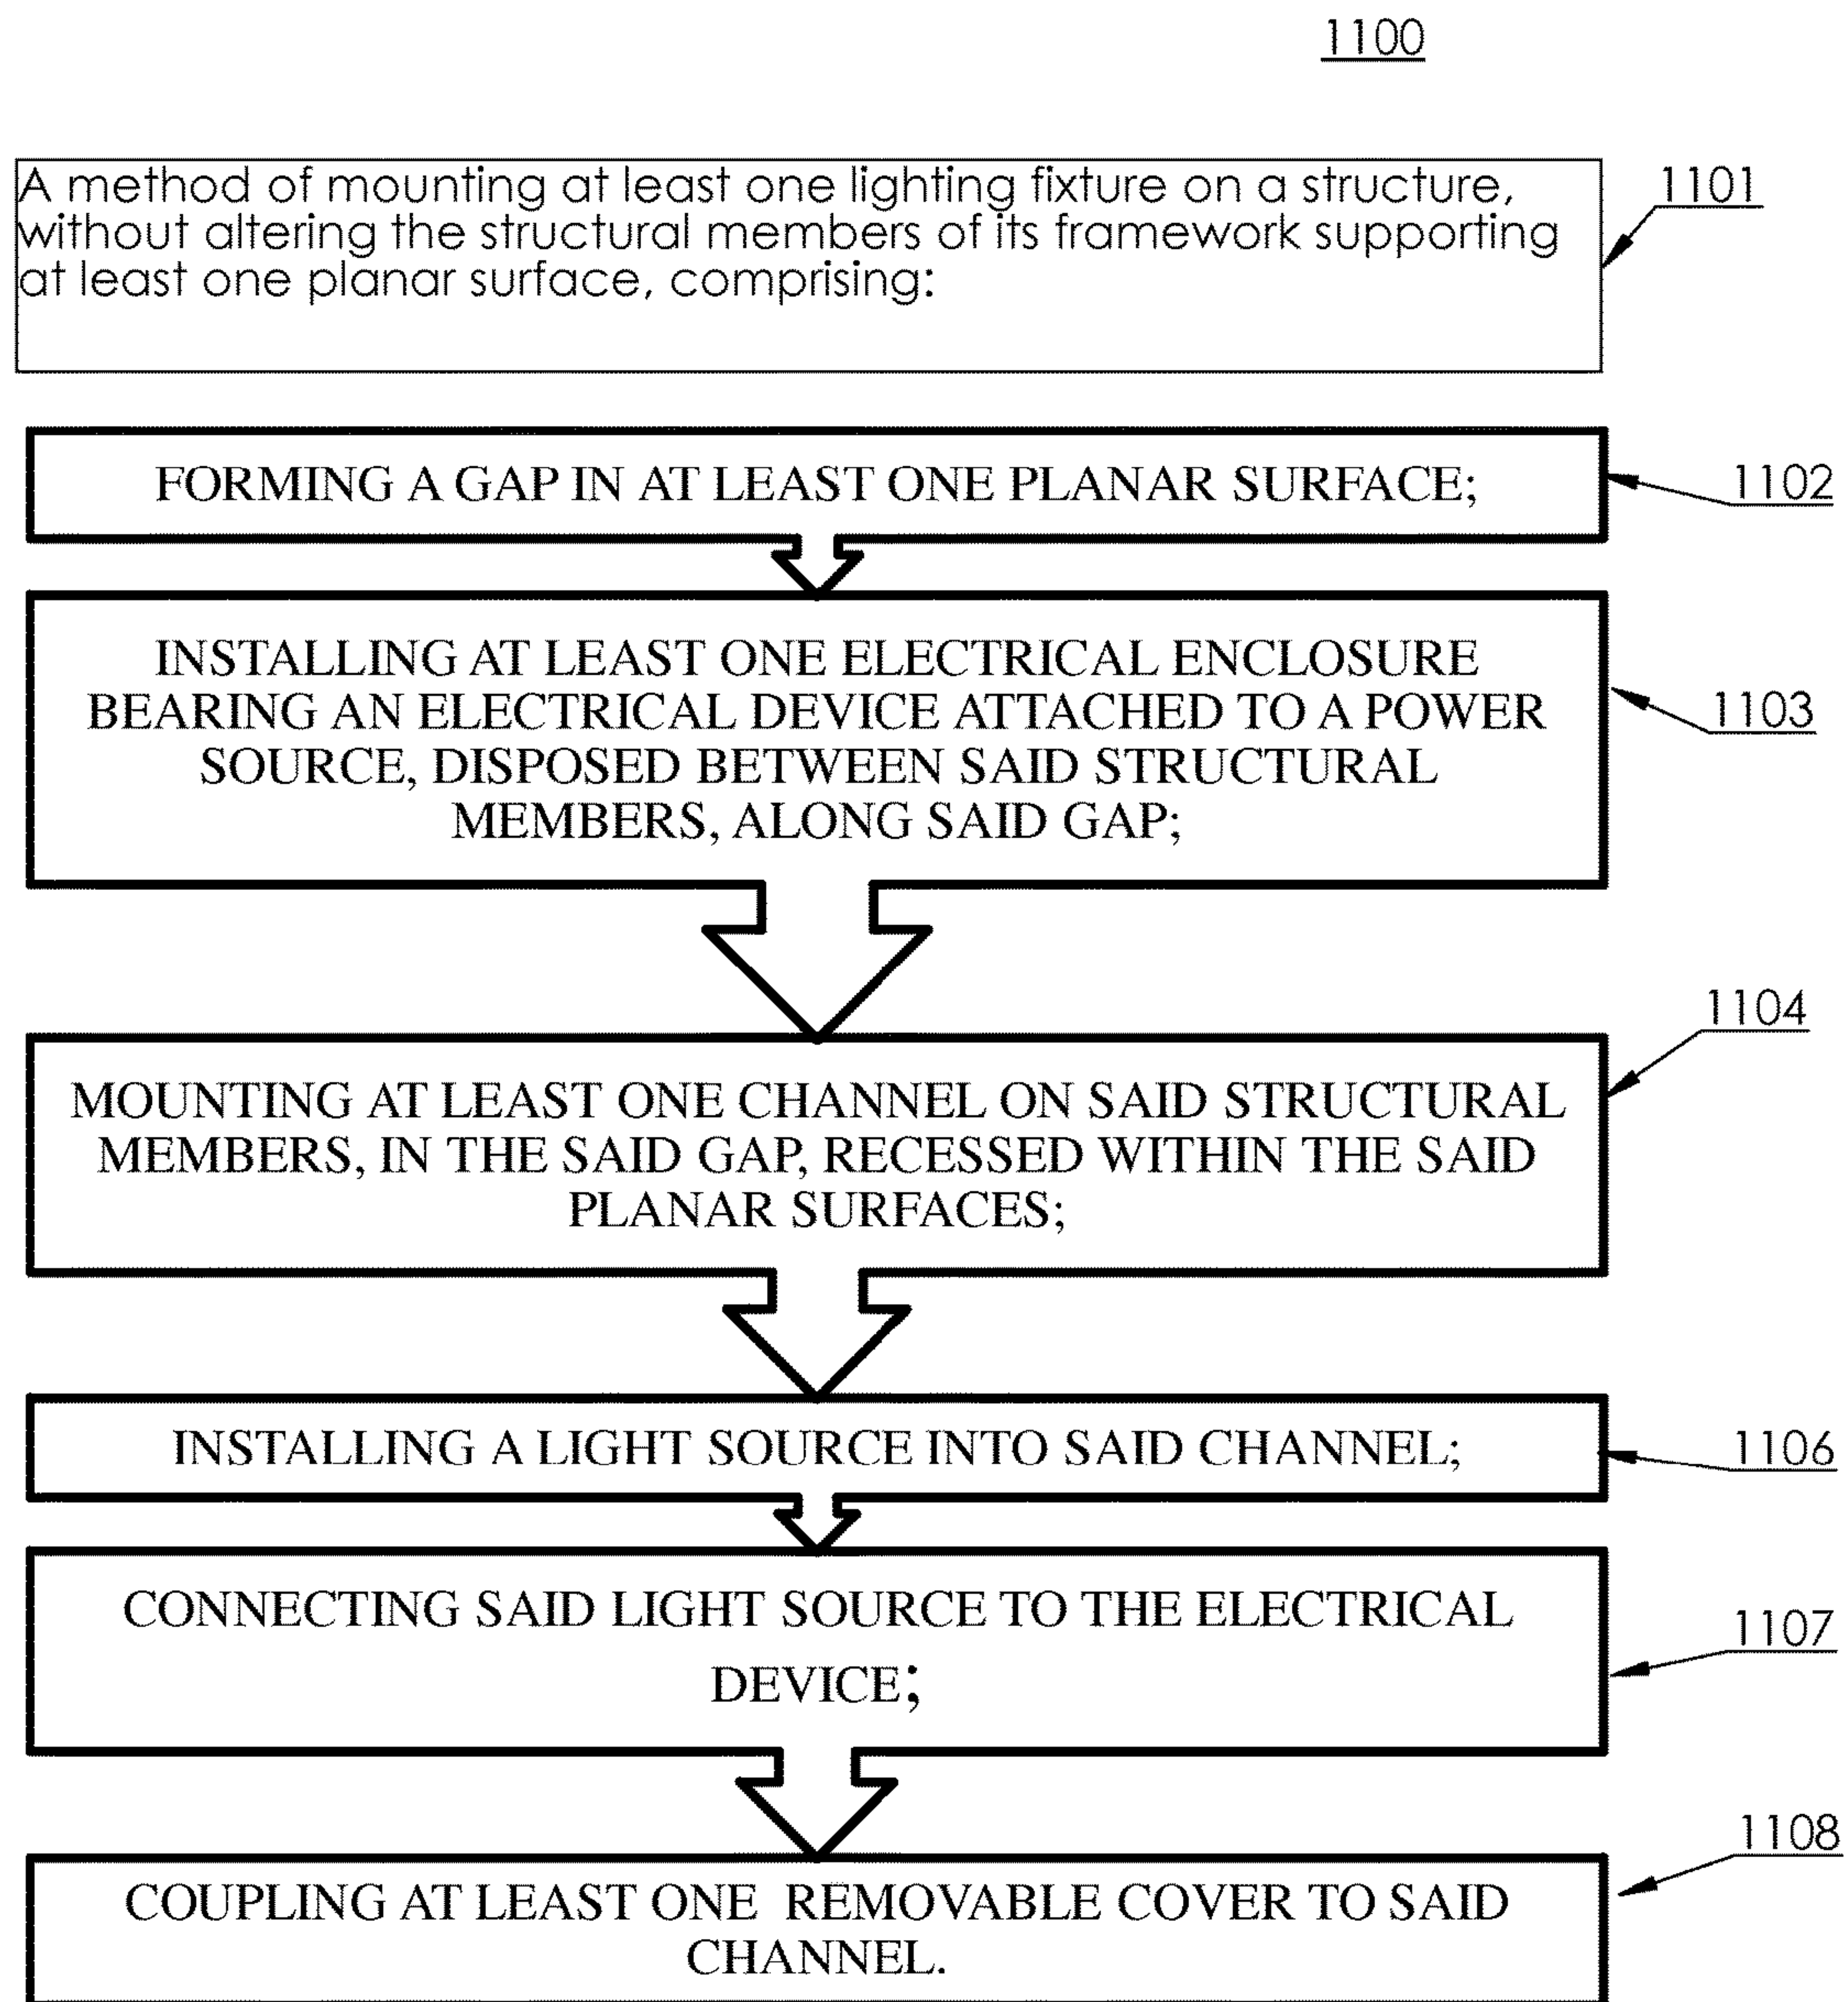 1100
A method of mounting at least one lighting fixture on a structure,
without altering the structural members of its framework supporting
at least one planar surface, comprising:
1101
FORMING A GAP IN AT LEAST ONE PLANAR SURFACE;
1102
INSTALLING AT LEAST ONE ELECTRICAL ENCLOSURE
BEARING AN ELECTRICAL DEVICE ATTACHED TO A POWER
SOURCE, DISPOSED BETWEEN SAID STRUCTURAL
MEMBERS, ALONG SAID GAP;
1103
MOUNTING AT LEAST ONE CHANNEL ON SAID STRUCTURAL
MEMBERS, IN THE SAID GAP, RECESSED WITHIN THE SAID
PLANAR SURFACES;
1104
INSTALLING A LIGHT SOURCE INTO SAID CHANNEL;
1106
CONNECTING SAID LIGHT SOURCE TO THE ELECTRICAL
DEVICE;
1107
COUPLING AT LEAST ONE REMOVABLE COVER TO SAID
CHANNEL.
1108